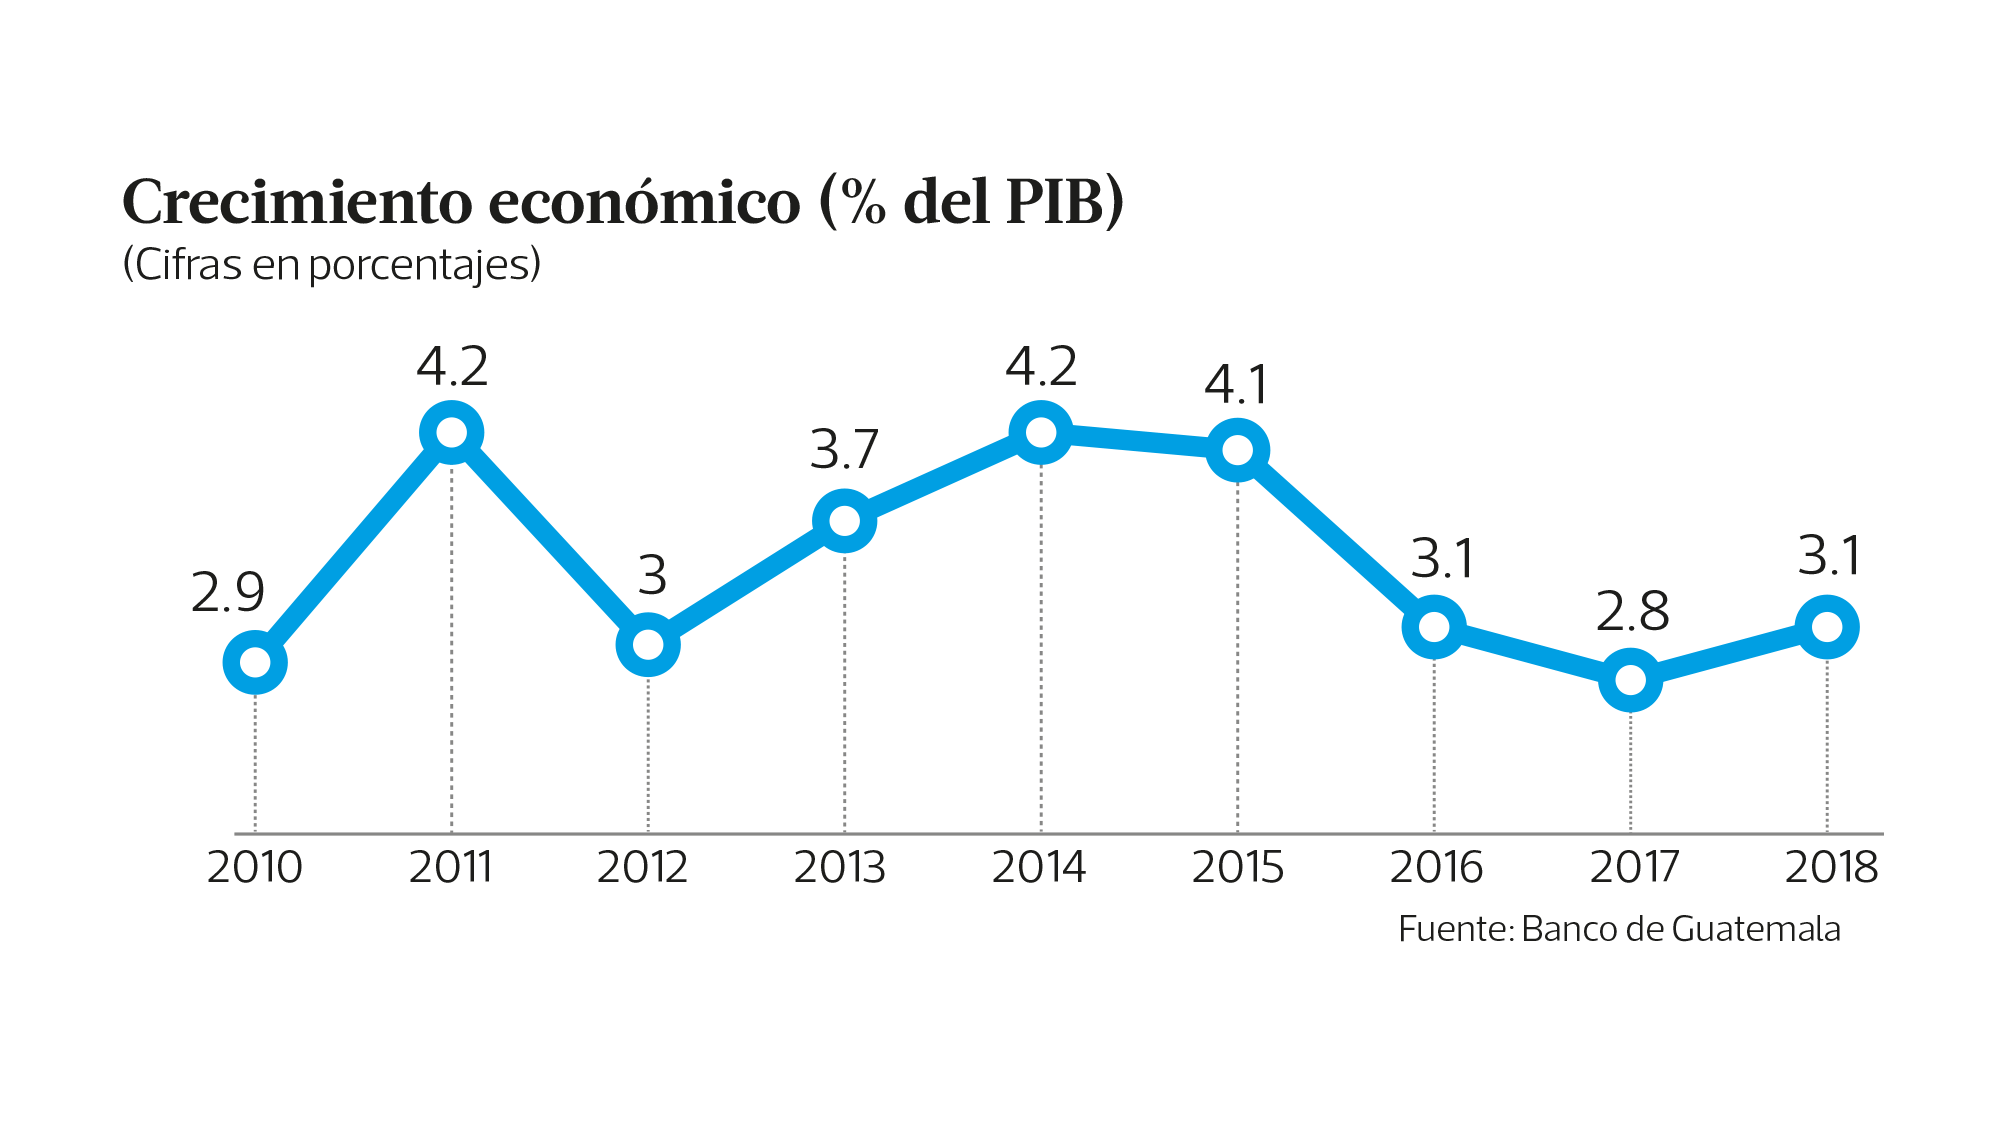 Crecimiento económico (% del PIB)
(Cifras en porcentajes)
2.9
4.2
3
3.7
4.2
4.1
3.1
2.8
3.1
2010 2011 2012 2013 2014 2015 2016 2017 2018
Fuente: Banco de Guatemala